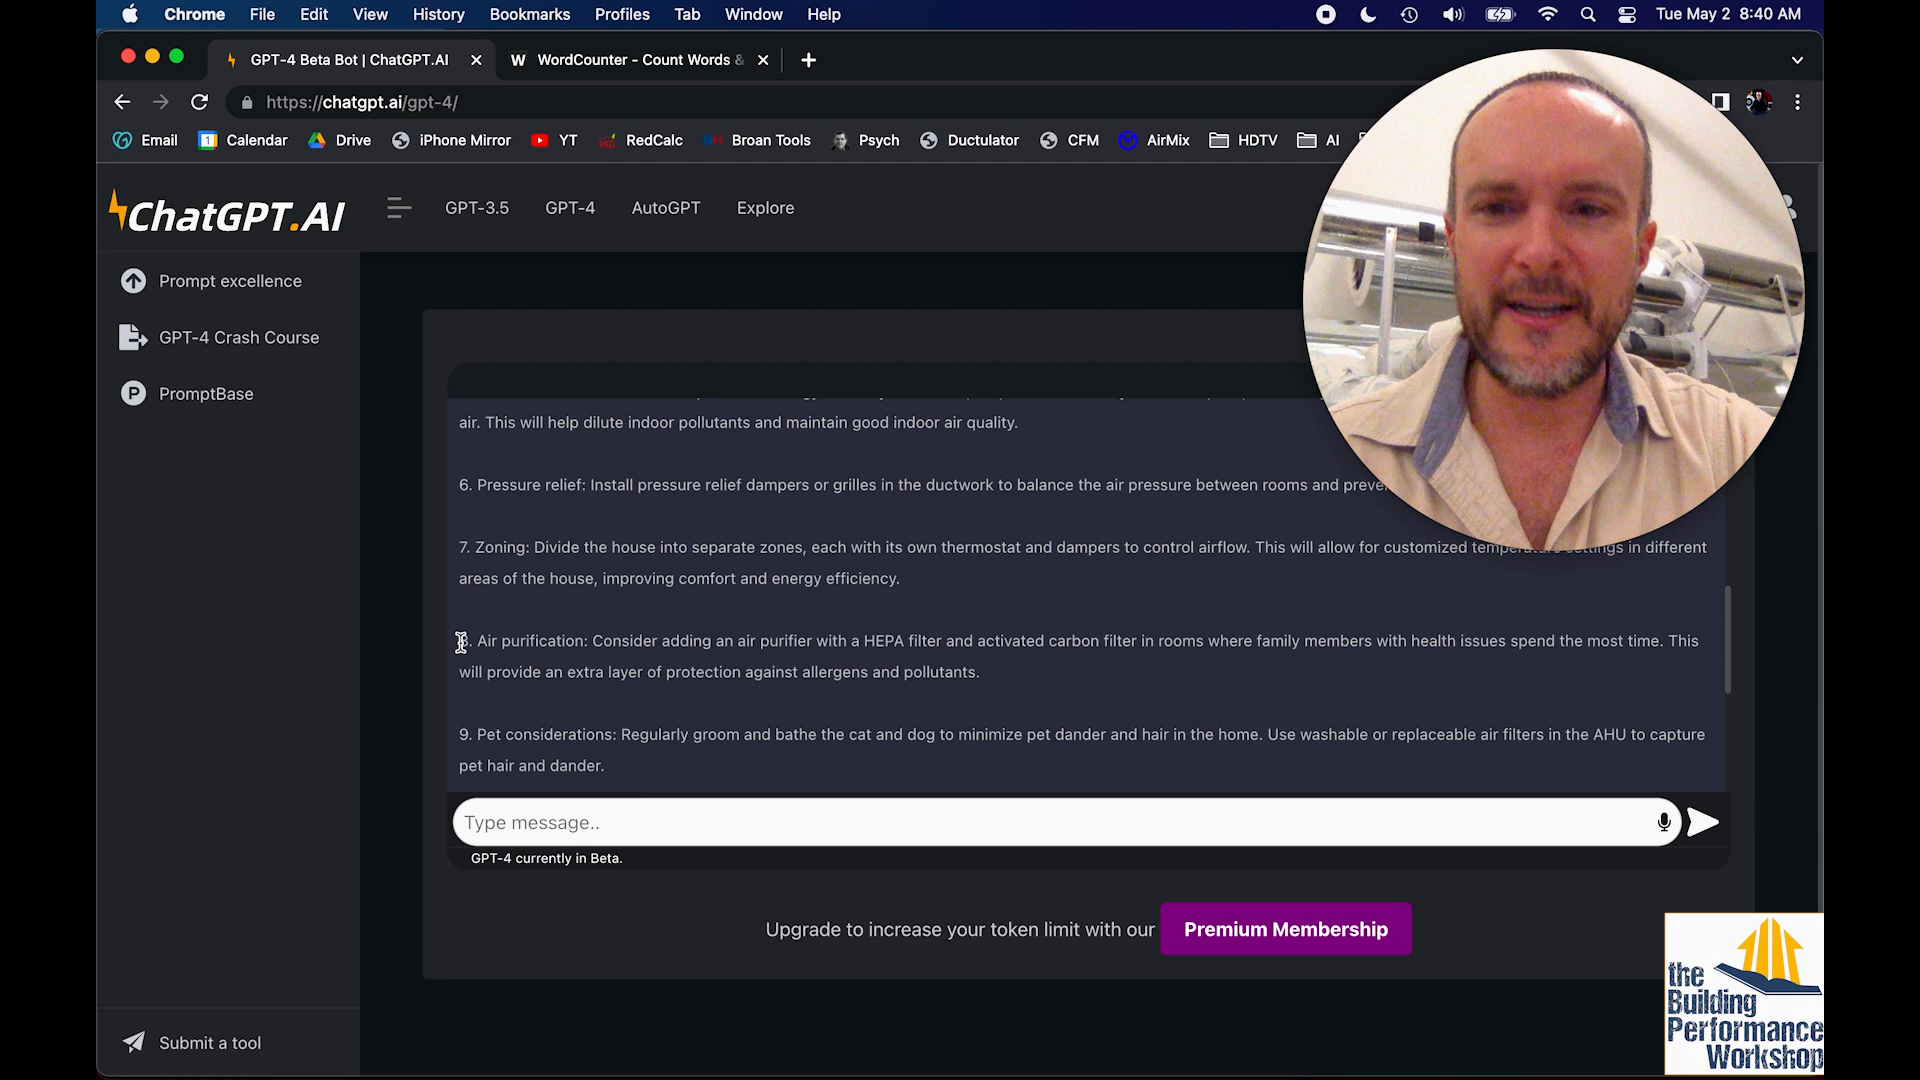 Chrome File Edit View History Bookmarks Profiles Tab Window Help Tue May 2 8:40 AM
GPT-4 Beta Bot | ChatGPT.AI WordCounter - Count Words &
https://chatgpt.ai/gpt-4/
Email Calendar Drive iPhone Mirror YT RedCalc Broan Tools Psych Ductulator CFM AirMix HDTV AI
ChatGPT.AI GPT-3.5 GPT-4 AutoGPT Explore
Prompt excellence
GPT-4 Crash Course
PromptBase
air. This will help dilute indoor pollutants and maintain good indoor air quality.
6. Pressure relief: Install pressure relief dampers or grilles in the ductwork to balance the air pressure between rooms and
7. Zoning: Divide the house into separate zones, each with its own thermostat and dampers to control airflow. This will allow for customized temperature settings in different
areas of the house, improving comfort and energy efficiency.
8. Air purification: Consider adding an air purifier with a HEPA filter and activated carbon filter in rooms where family members with health issues spend the most time. This
will provide an extra layer of protection against allergens and pollutants.
9. Pet considerations: Regularly groom and bathe the cat and dog to minimize pet dander and hair in the home. Use washable or replaceable air filters in the AHU to capture
pet hair and dander.
Type message..
GPT-4 currently in Beta.
Upgrade to increase your token limit with our Premium Membership
Submit a tool
the
Building
Performance
Workshop